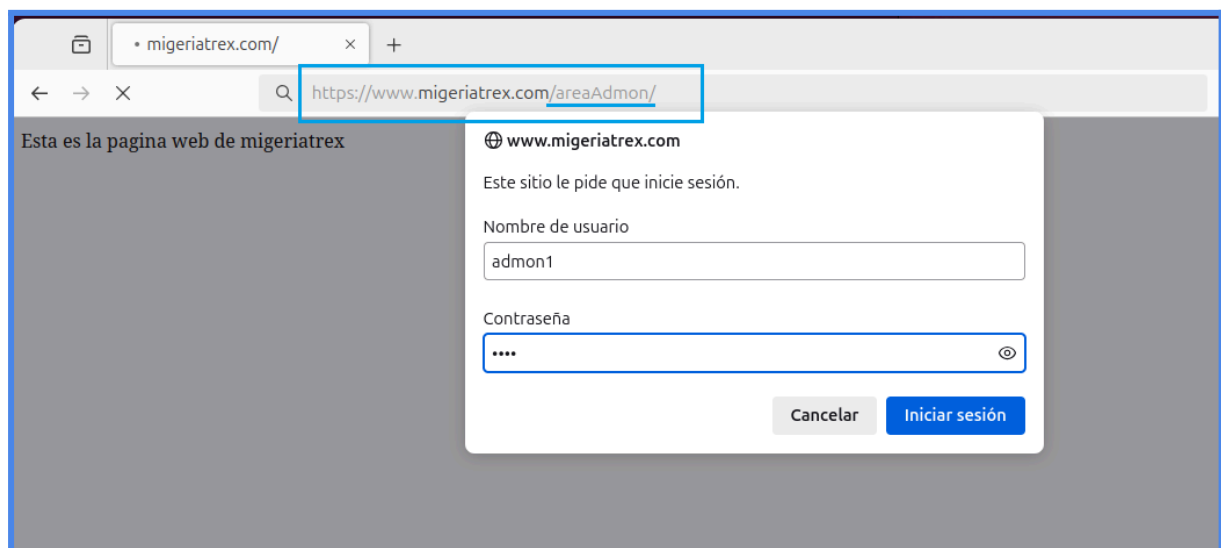 • migeriatrex.com/
https://www.migeriatrex.com/areaAdmon/
Esta es la pagina web de migeriatrex
www.migeriatrex.com
Este sitio le pide que inicie sesión.
Nombre de usuario
admon1
Contraseña
••••
Cancelar Iniciar sesión